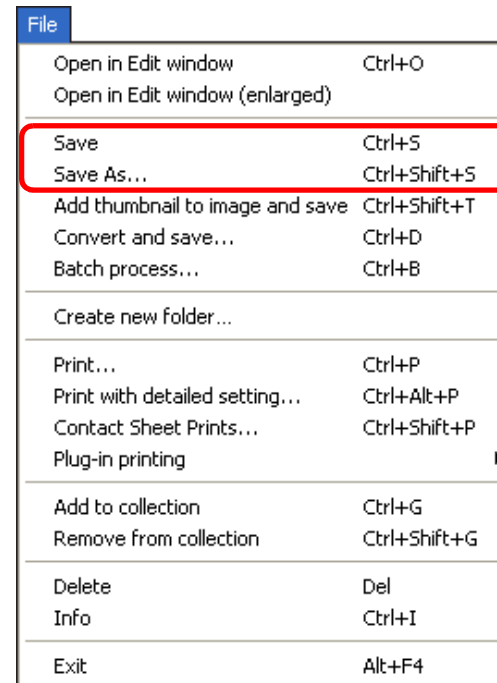 File
Open in Edit window Ctrl+O
Open in Edit window (enlarged)
Save Ctrl+S
Save As... Ctrl+Shift+S
Add thumbnail to image and save Ctrl+Shift+T
Convert and save... Ctrl+D
Batch process... Ctrl+B
Create new folder...
Print... Ctrl+P
Print with detailed setting... Ctrl+Alt+P
Contact Sheet Prints... Ctrl+Shift+P
Plug-in printing
Add to collection Ctrl+G
Remove from collection Ctrl+Shift+G
Delete Del
Info Ctrl+I
Exit Alt+F4